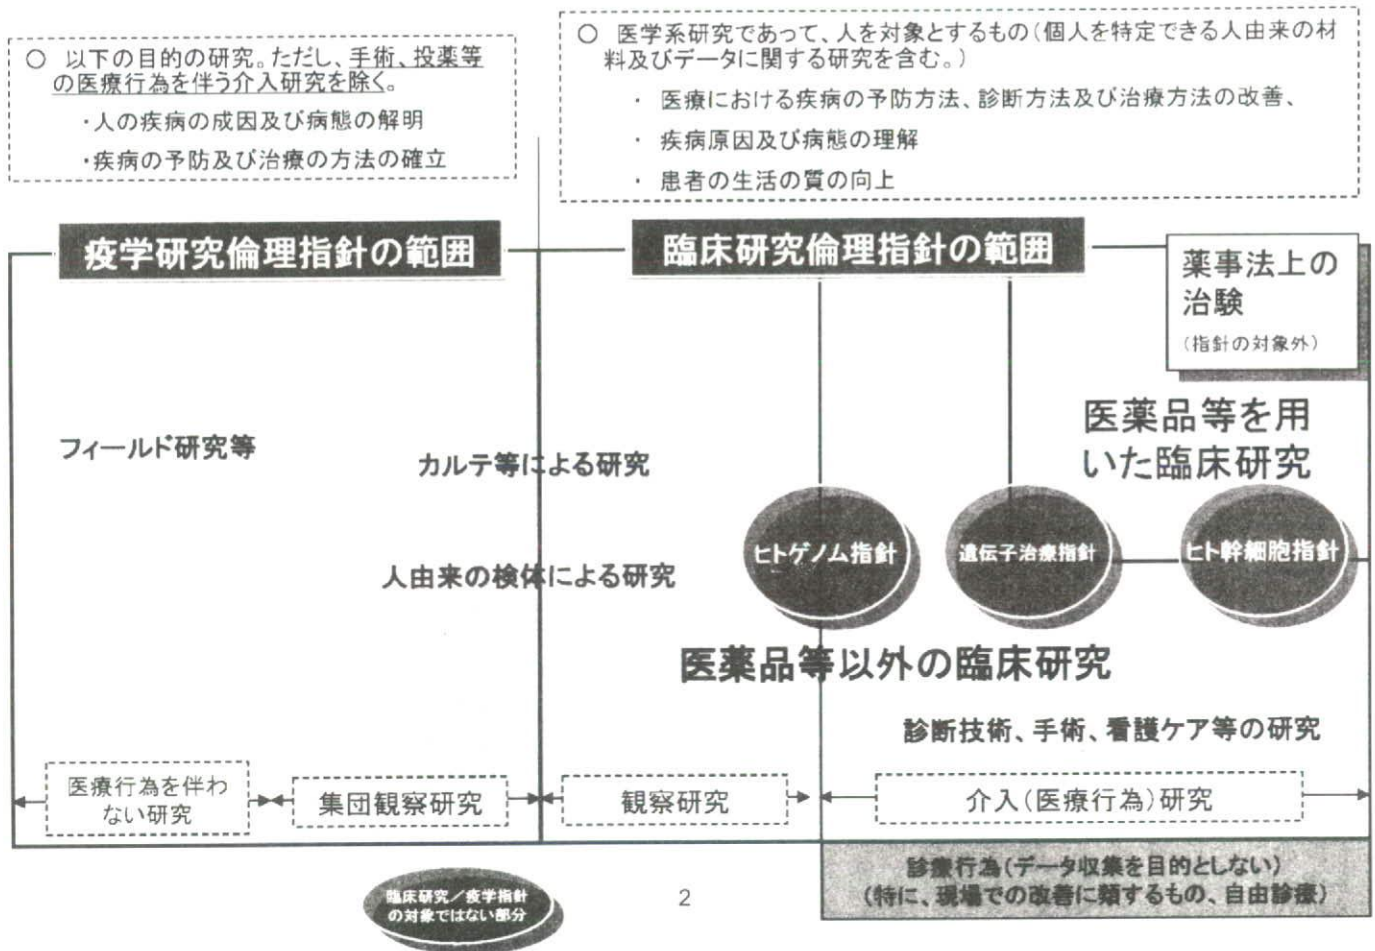 ○ 以下の目的の研究。ただし、手術、投薬等
の医療行為を伴う介入研究を除く。
・人の疾病の成因及び病態の解明
・疾病の予防及び治療の方法の確立
○ 医学系研究であって、人を対象とするもの(個人を特定できる人由来の材
料及びデータに関する研究を含む。)
・ 医療における疾病の予防方法、診断方法及び治療方法の改善、
・ 疾病原因及び病態の理解
・ 患者の生活の質の向上
疫学研究倫理指針の範囲
臨床研究倫理指針の範囲
薬事法上の
治験
(指針の対象外)
医薬品等を用
いた臨床研究
フィールド研究等
カルテ等による研究
人由来の検体による研究
ヒトゲノム指針
遺伝子治療指針
ヒト幹細胞指針
医薬品等以外の臨床研究
診断技術、手術、看護ケア等の研究
医療行為を伴わ
ない研究
集団観察研究
観察研究
介入(医療行為)研究
診療行為(データ収集を目的としない)
(特に、現場での改善に類するもの、自由診療)
臨床研究/疫学指針
の対象ではない部分
2